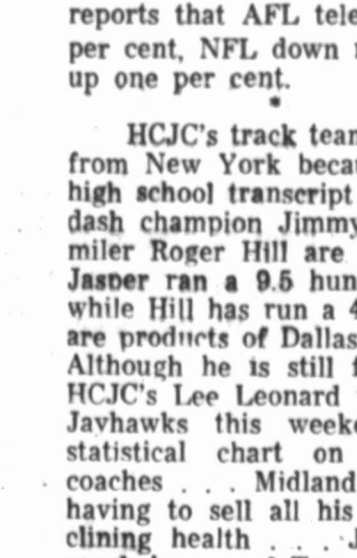 reports that AFL tele
per cent, NFL down
up one per cent.
*
HCJC's track tean
from New York becau
high school transcript
dash champion Jimmy
miler Roger Hill are
Jasper ran a 9.5 hun
while Hill has run a 4
are products of Dallas
Although he is still f
HCJC's Lee Leonard
Jayhawks this weeke
statistical chart on
coaches . . . Midland
having to sell all his
clining health . . . J